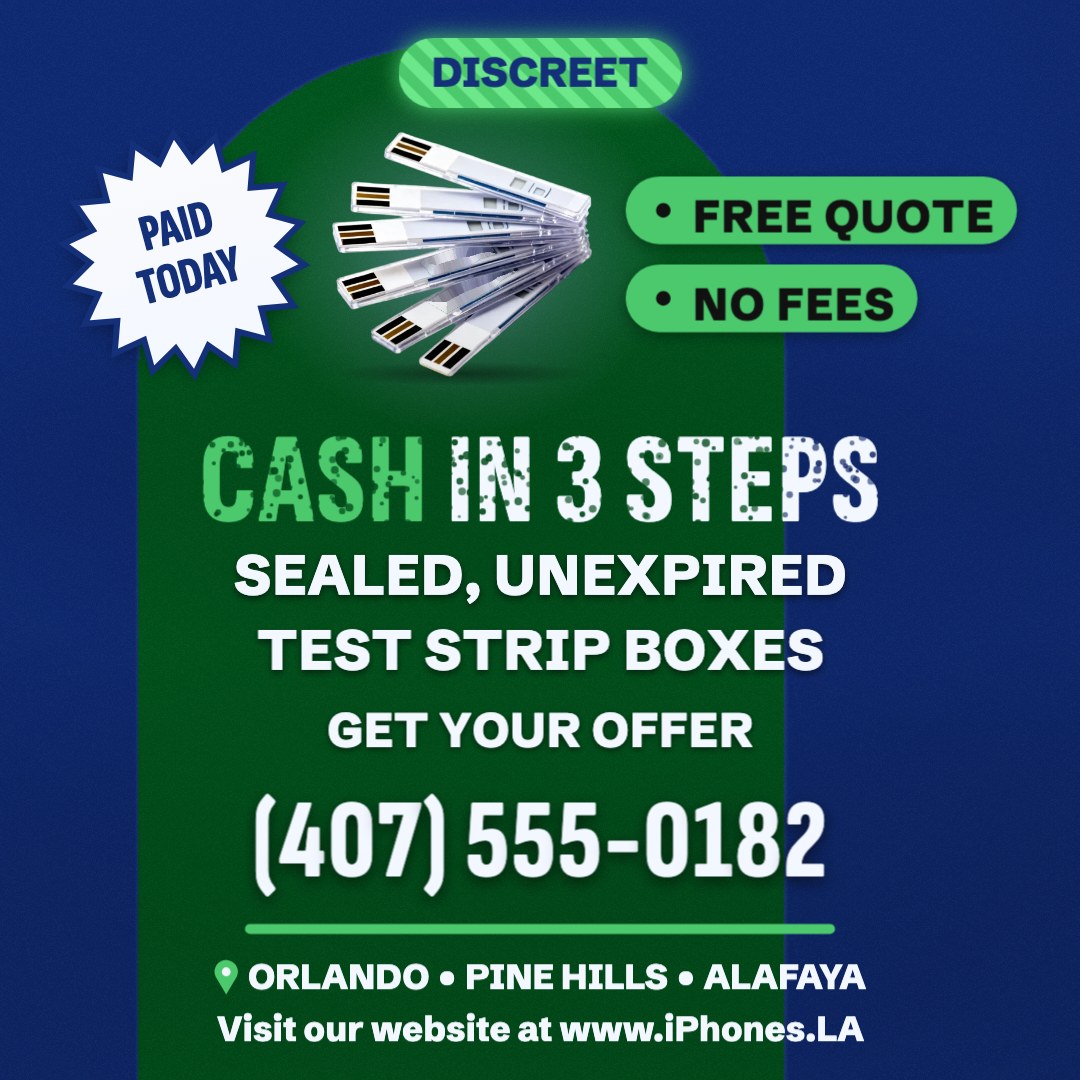 DISCREET
PAID
TODAY
• FREE QUOTE
• NO FEES
CASH IN 3 STEPS
SEALED, UNEXPIRED
TEST STRIP BOXES
GET YOUR OFFER
(407) 555-0182
ORLANDO • PINE HILLS • ALAFAYA
Visit our website at www.iPhones.LA